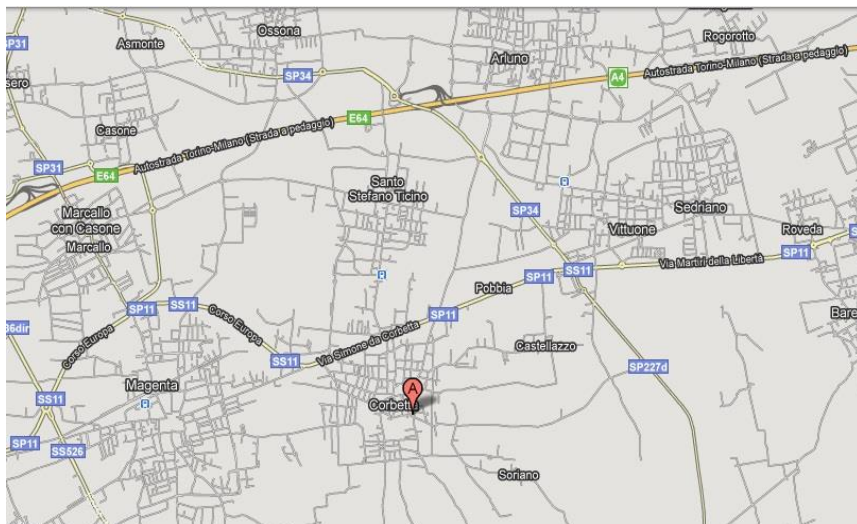 SP31
Asmonte
Ossona
Arluno
Rogorotto
SP34
A4
Autostrada Torino-Milano (Strada a pedaggio)
E64
Casone
Autostrada Torino-Milano (Strada a pedaggio)
SP31
E64
Santo
Stefano Ticino
Marcallo
con Casone
Marcallo
SP34
Vittuone
Sedriano
Roveda
SP11
Via Martiri della Libertà
SS11
SP11
Pobbia
SP11
SS11
Corso Europa
SP11
Via Simone da Corbetta
Corso Europa
SS11
Castellazzo
SP227d
Magenta
SS11
A
Corbetta
SP11
SS526
Soriano